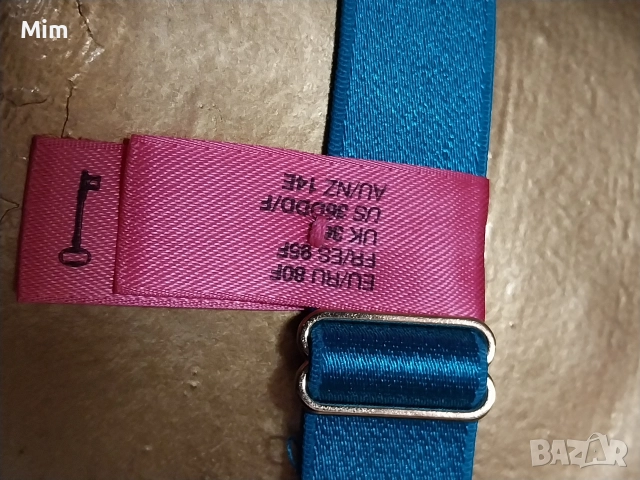 Mim
EU/RU 80F
FR/ES 95F
UK
US 36DDD/F
AU/NZ 14E
BAZAR